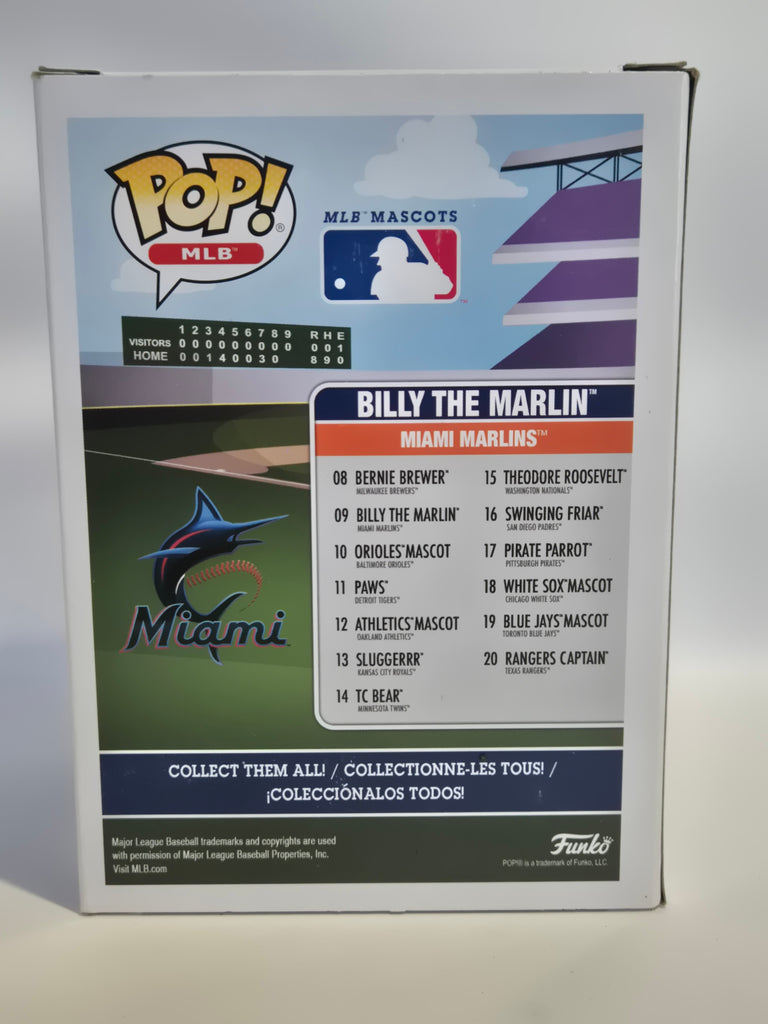 POP!®
MLB™
MLB™ MASCOTS
™
1 2 3 4 5 6 7 8 9 R H E
VISITORS 0 0 0 0 0 0 0 0 0 0 0 1
HOME 0 0 1 4 0 0 3 0 8 9 0
BILLY THE MARLIN™
MIAMI MARLINS™
08 BERNIE BREWER™
MILWAUKEE BREWERS™
09 BILLY THE MARLIN™
MIAMI MARLINS™
10 ORIOLES™ MASCOT
BALTIMORE ORIOLES™
11 PAWS™
DETROIT TIGERS™
12 ATHLETICS™ MASCOT
OAKLAND ATHLETICS™
13 SLUGGERRR™
KANSAS CITY ROYALS™
14 TC BEAR™
MINNESOTA TWINS™
15 THEODORE ROOSEVELT™
WASHINGTON NATIONALS™
16 SWINGING FRIAR™
SAN DIEGO PADRES™
17 PIRATE PARROT™
PITTSBURGH PIRATES™
18 WHITE SOX™ MASCOT
CHICAGO WHITE SOX™
19 BLUE JAYS™ MASCOT
TORONTO BLUE JAYS™
20 RANGERS CAPTAIN™
TEXAS RANGERS™
Miami
COLLECT THEM ALL! / COLLECTIONNE-LES TOUS! /
¡COLECCIÓNALOS TODOS!
Major League Baseball trademarks and copyrights are used
with permission of Major League Baseball Properties, Inc.
Visit MLB.com
Funko
POP!® is a trademark of Funko, LLC.